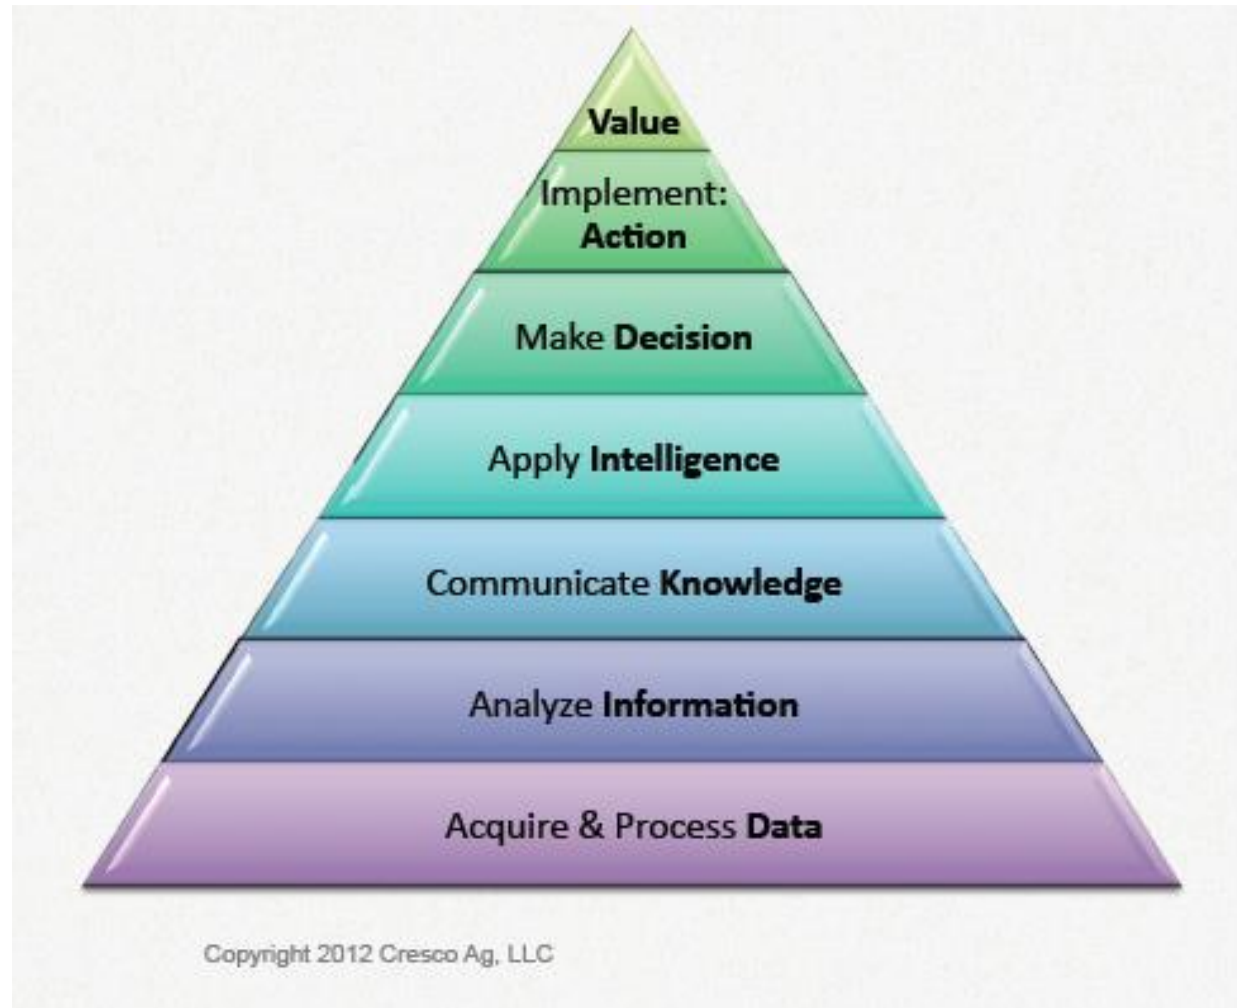 Value
Implement:
Action
Make Decision
Apply Intelligence
Communicate Knowledge
Analyze Information
Acquire & Process Data
Copyright 2012 Cresco Ag, LLC